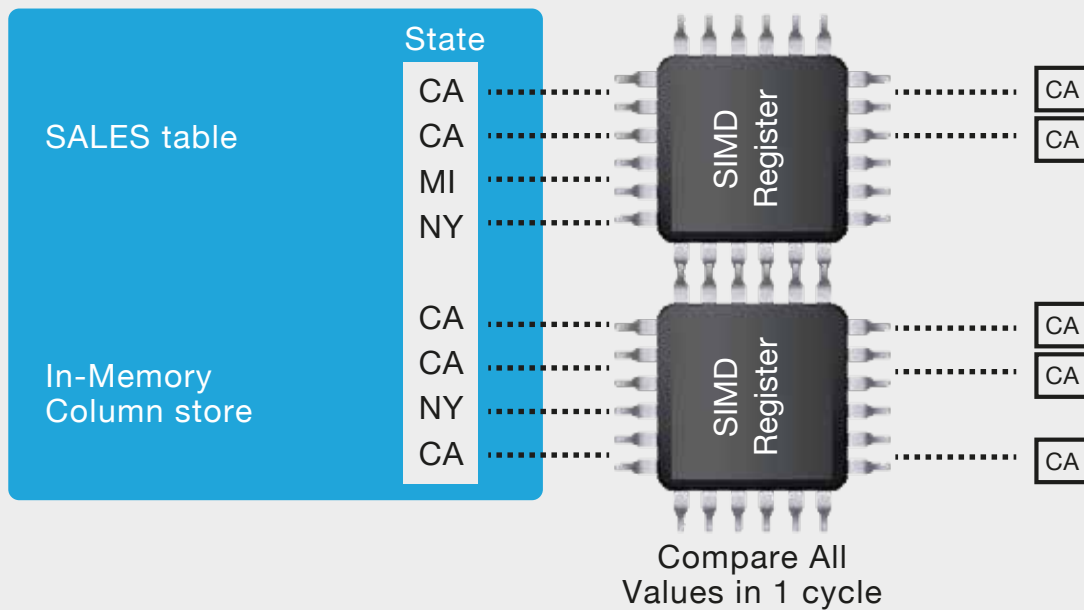 State
SALES table
CA
CA
MI
NY
CA
CA
NY
CA
In-Memory
Column store
SIMD
Register
SIMD
Register
CA
CA
CA
CA
CA
Compare All
Values in 1 cycle